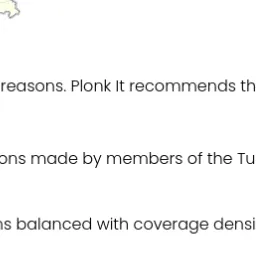 reasons. Plonk It recommends th
ons made by members of the Tu
ns balanced with coverage densi